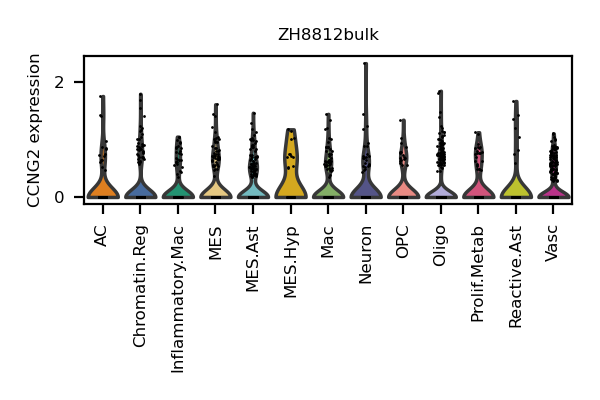 ZH8812bulk
CCNG2 expression
2
0
AC
Chromatin.Reg
Inflammatory.Mac
MES
MES.Ast
MES.Hyp
Mac
Neuron
OPC
Oligo
Prolif.Metab
Reactive.Ast
Vasc